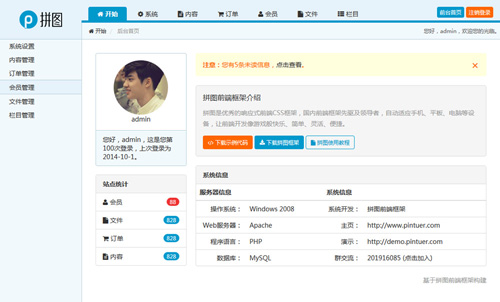 拼图
开始 系统 内容 订单 会员 文件 栏目
前台首页 注销登录
开始 / 后台首页
您好，admin，欢迎您的光临。
系统设置
内容管理
订单管理
会员管理
文件管理
栏目管理
admin
您好，admin，这是您第100次登录，上次登录为2014-10-1。
站点统计
会员 88
文件 828
订单 828
内容 828
注意：您有5条未读信息，点击查看。
拼图前端框架介绍
拼图是优秀的响应式前端CSS框架，国内前端框架先驱及领导者，自动适应手机、平板、电脑等设备，让前端开发像游戏般快乐、简单、灵活、便捷。
下载示例代码 下载拼图框架 拼图使用教程
系统信息
服务器信息 系统信息
操作系统： Windows 2008 系统开发： 拼图前端框架
Web服务器： Apache 主页： http://www.pintuer.com
程序语言： PHP 演示： http://demo.pintuer.com
数据库： MySQL 群交流： 201916085 (点击加入)
基于拼图前端框架构建